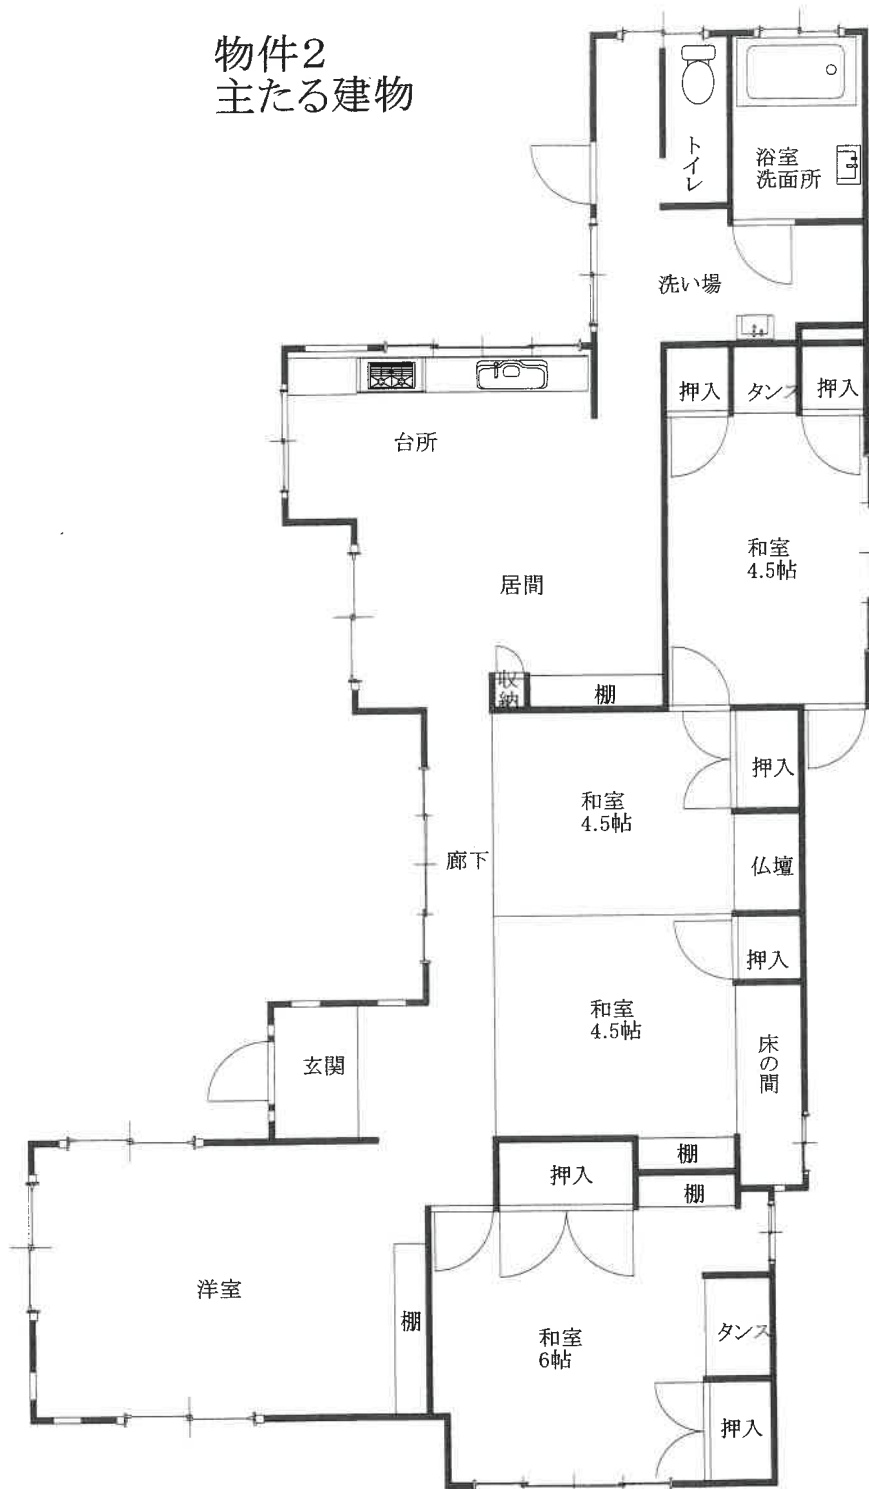 物件2
主たる建物
トイレ
浴室
洗面所
洗い場
押入
タンス
押入
台所
和室
4.5帖
居間
収納
棚
和室
4.5帖
押入
廊下
仏壇
押入
和室
4.5帖
床の間
玄関
棚
押入
棚
洋室
棚
和室
6帖
タンス
押入